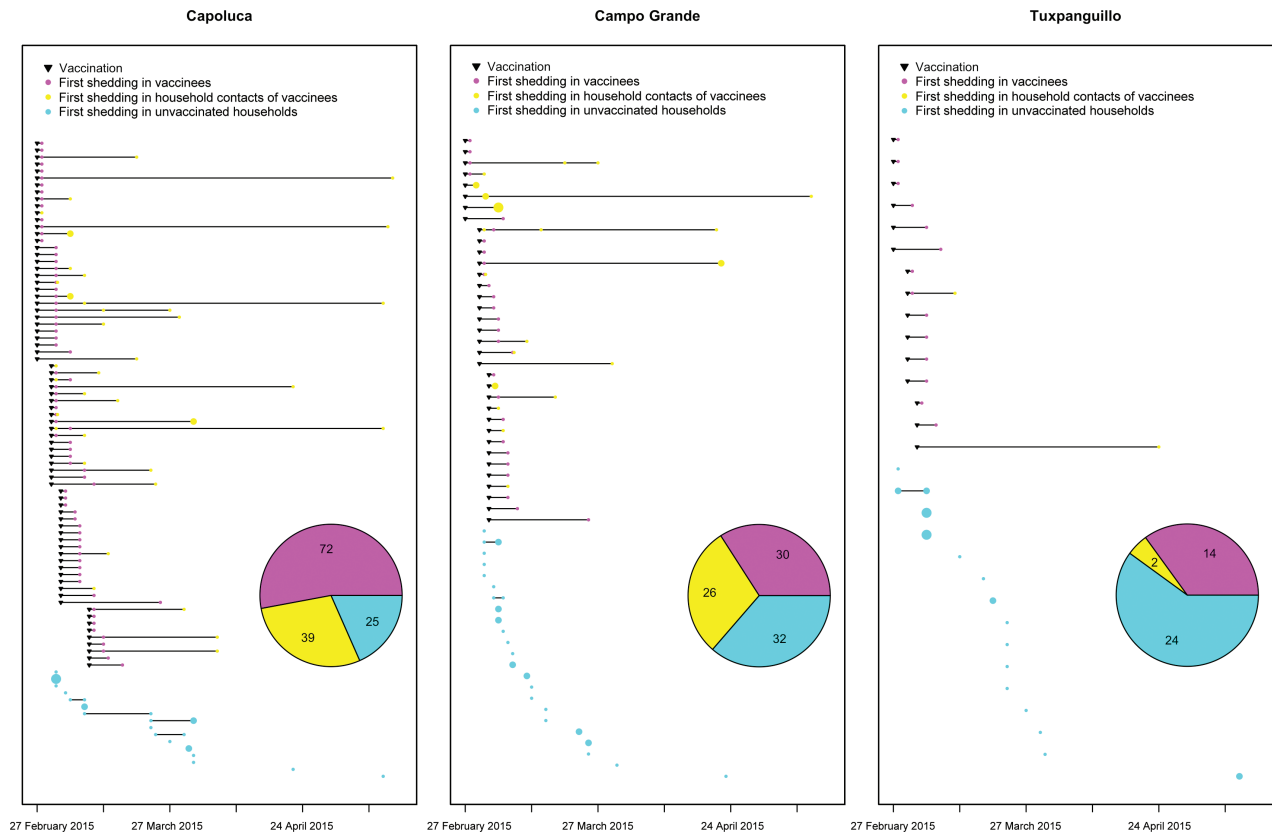 Capoluca
Vaccination
First shedding in vaccinees
First shedding in household contacts of vaccinees
First shedding in unvaccinated households
72
39
25
27 February 2015
27 March 2015
24 April 2015
Campo Grande
Vaccination
First shedding in vaccinees
First shedding in household contacts of vaccinees
First shedding in unvaccinated households
30
26
32
27 February 2015
27 March 2015
24 April 2015
Tuxpanguillo
Vaccination
First shedding in vaccinees
First shedding in household contacts of vaccinees
First shedding in unvaccinated households
14
2
24
27 February 2015
27 March 2015
24 April 2015